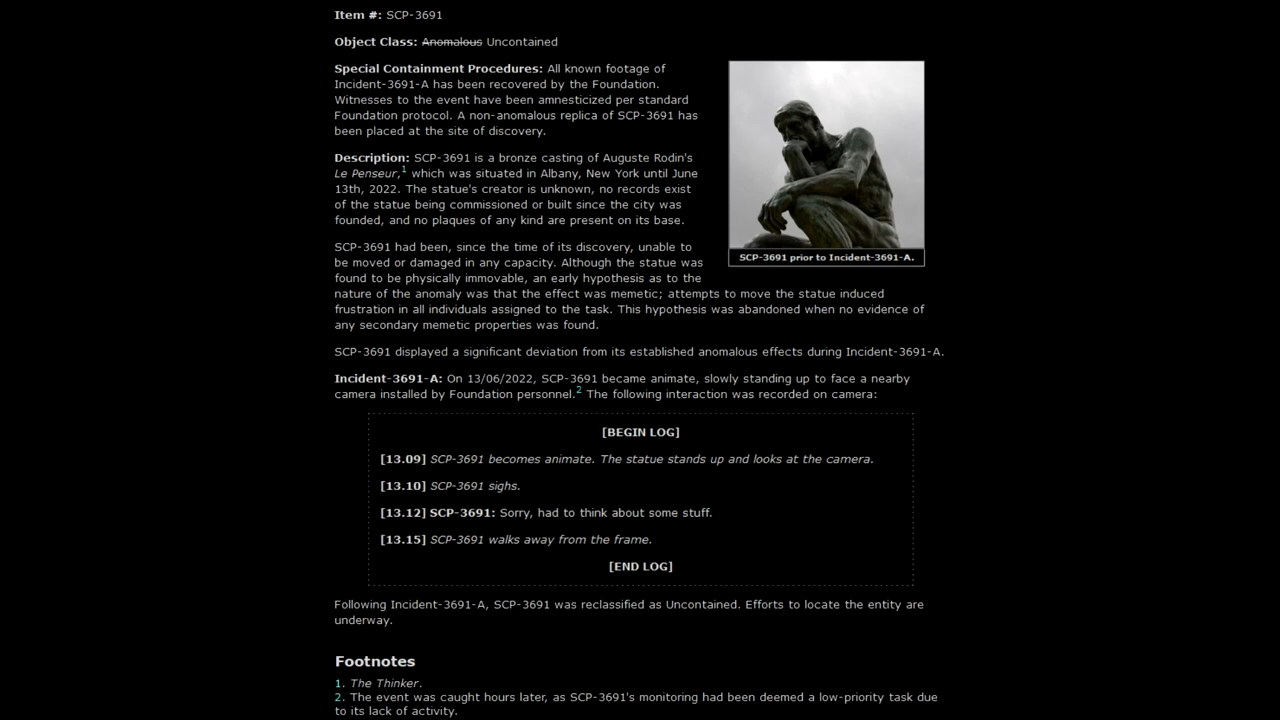 Item #: SCP-3691
Object Class: Anomalous Uncontained
Special Containment Procedures: All known footage of
Incident-3691-A has been recovered by the Foundation.
Witnesses to the event have been amnesticized per standard
Foundation protocol. A non-anomalous replica of SCP-3691 has
been placed at the site of discovery.
Description: SCP-3691 is a bronze casting of Auguste Rodin's
Le Penseur,1 which was situated in Albany, New York until June
13th, 2022. The statue's creator is unknown, no records exist
of the statue being commissioned or built since the city was
founded, and no plaques of any kind are present on its base.
SCP-3691 prior to Incident-3691-A.
SCP-3691 had been, since the time of its discovery, unable to
be moved or damaged in any capacity. Although the statue was
found to be physically immovable, an early hypothesis as to the
nature of the anomaly was that the effect was memetic; attempts to move the statue induced
frustration in all individuals assigned to the task. This hypothesis was abandoned when no evidence of
any secondary memetic properties was found.
SCP-3691 displayed a significant deviation from its established anomalous effects during Incident-3691-A.
Incident-3691-A: On 13/06/2022, SCP-3691 became animate, slowly standing up to face a nearby
camera installed by Foundation personnel.2 The following interaction was recorded on camera:
[BEGIN LOG]
[13.09] SCP-3691 becomes animate. The statue stands up and looks at the camera.
[13.10] SCP-3691 sighs.
[13.12] SCP-3691: Sorry, had to think about some stuff.
[13.15] SCP-3691 walks away from the frame.
[END LOG]
Following Incident-3691-A, SCP-3691 was reclassified as Uncontained. Efforts to locate the entity are
underway.
Footnotes
1. The Thinker.
2. The event was caught hours later, as SCP-3691's monitoring had been deemed a low-priority task due
to its lack of activity.